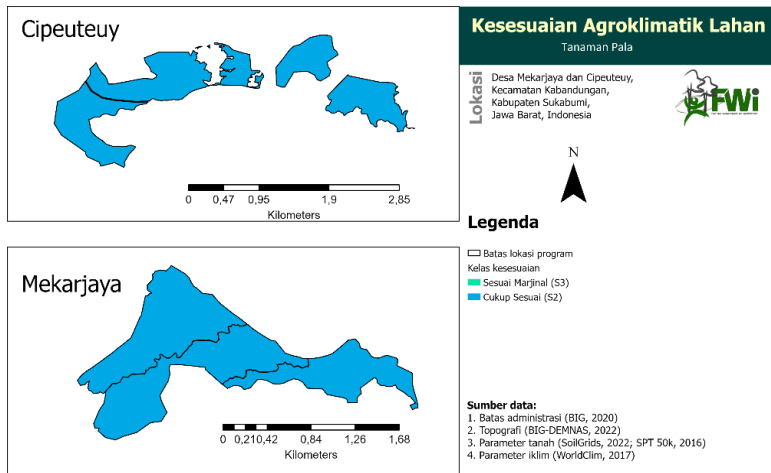 Cipeuteuy
0 0,47 0,95 1,9 2,85
Kilometers
Mekarjaya
0 0,210,42 0,84 1,26 1,68
Kilometers
Kesesuaian Agroklimatik Lahan
Tanaman Pala
Lokasi
Desa Mekarjaya dan Cipeuteuy,
Kecamatan Kabandungan,
Kabupaten Sukabumi,
Jawa Barat, Indonesia
FWi
N
Legenda
Batas lokasi program
Kelas kesesuaian
Sesuai Marjinal (S3)
Cukup Sesuai (S2)
Sumber data:
1. Batas administrasi (BIG, 2020)
2. Topografi (BIG-DEMNAS, 2022)
3. Parameter tanah (SoilGrids, 2022; SPT 50k, 2016)
4. Parameter iklim (WorldClim, 2017)